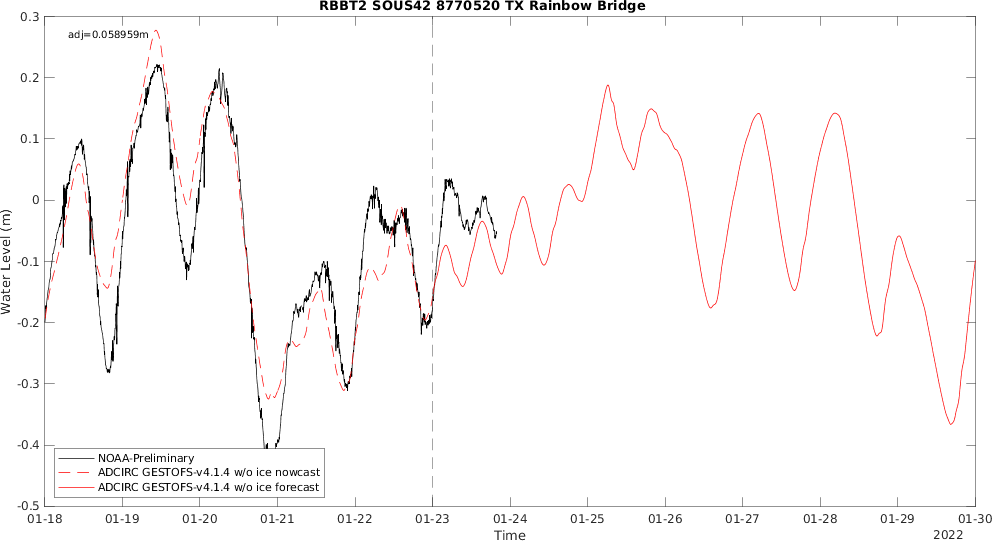 RBBT2 SOUS42 8770520 TX Rainbow Bridge
adj=0.058959m
0.3
0.2
0.1
0
-0.1
-0.2
-0.3
-0.4
-0.5
Water Level (m)
NOAA-Preliminary
ADCIRC GESTOFS-v4.1.4 w/o ice nowcast
ADCIRC GESTOFS-v4.1.4 w/o ice forecast
01-18 01-19 01-20 01-21 01-22 01-23 01-24 01-25 01-26 01-27 01-28 01-29 01-30
Time
2022